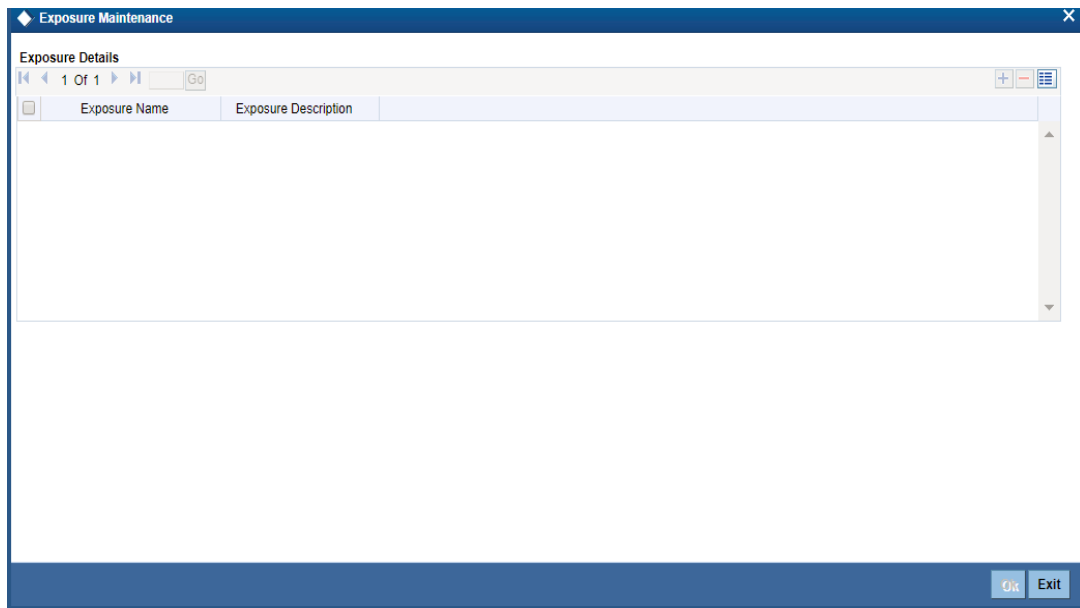 Exposure Maintenance
Exposure Details
1 Of 1 Go
Exposure Name Exposure Description
Ok Exit